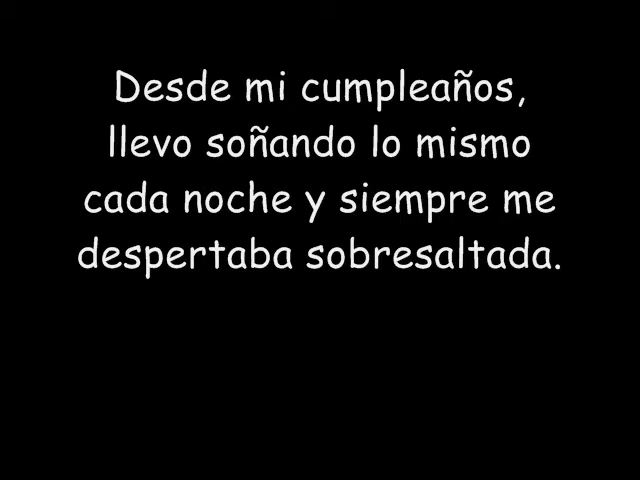 Desde mi cumpleaños,
llevo soñando lo mismo
cada noche y siempre me
despertaba sobresaltada.